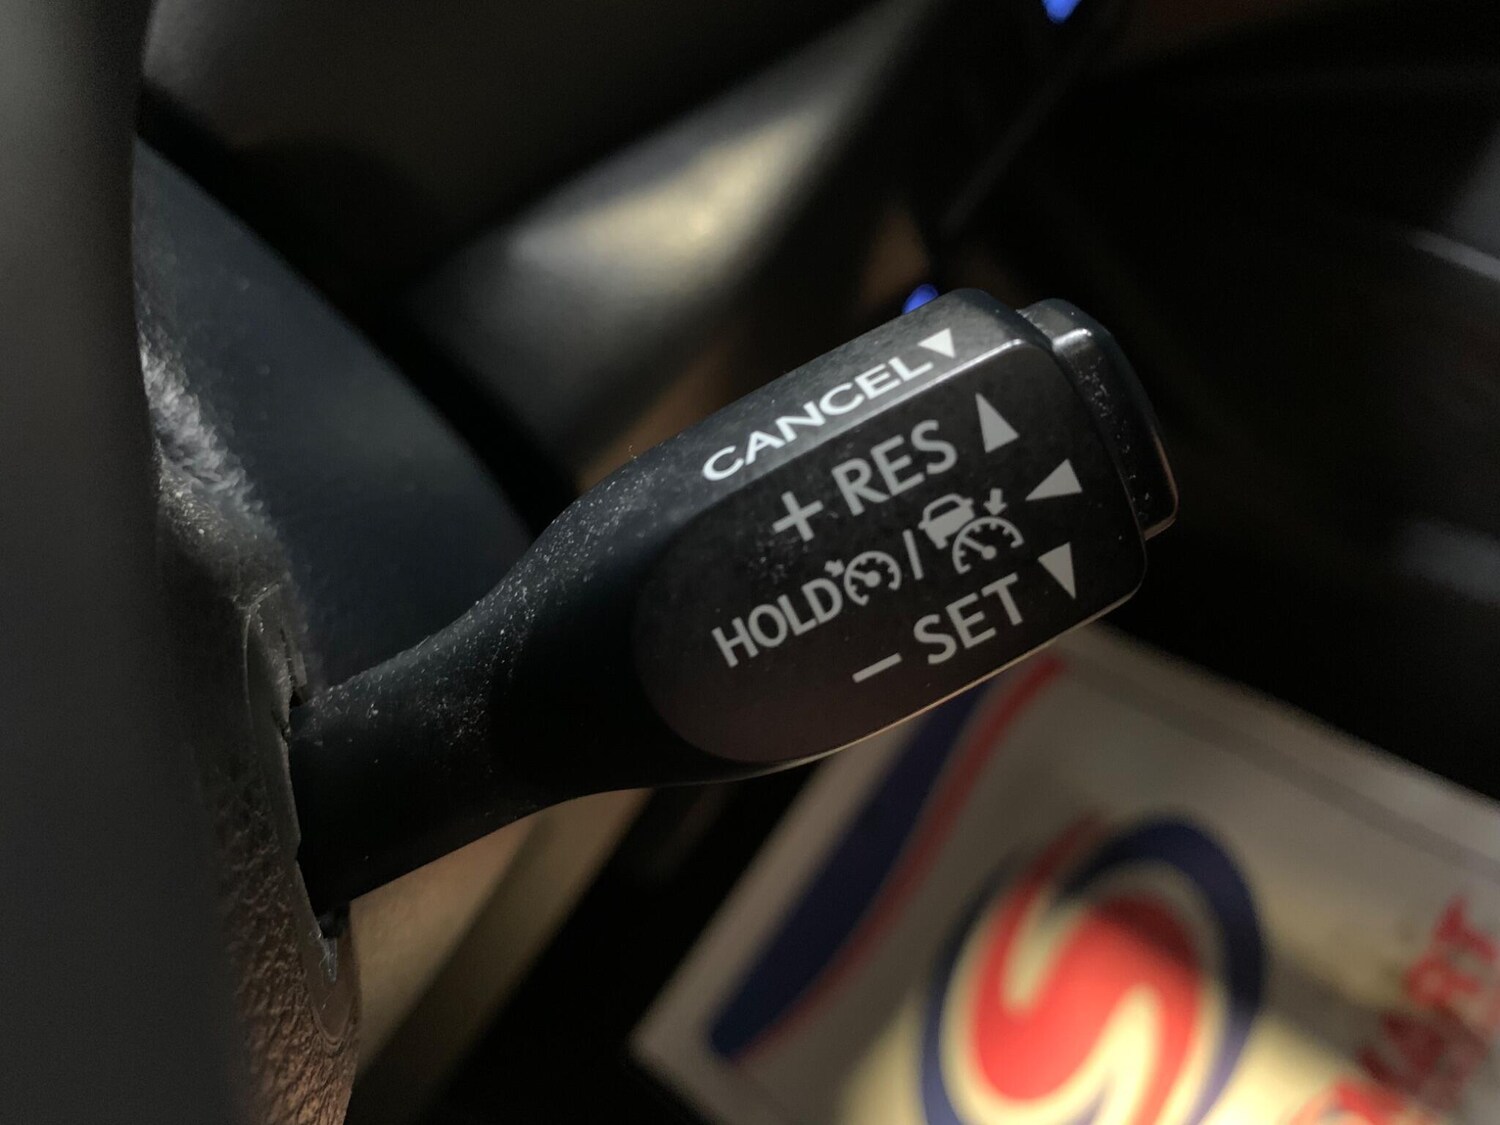 CANCEL
+ RES
HOLD /
− SET